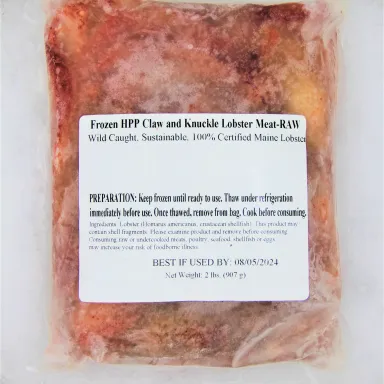 Frozen HPP Claw and Knuckle Lobster Meat-RAW
Wild Caught. Sustainable. 100% Certified Maine Lobster
PREPARATION: Keep frozen until ready to use. Thaw under refrigeration
immediately before use. Once thawed, remove from bag. Cook before consuming.
Ingredients: Lobster (Homarus americanus, crustacean shellfish). This product may
contain shell fragments. Please examine product and remove before consuming.
Consuming raw or undercooked meats, poultry, seafood, shellfish or eggs
may increase your risk of foodborne illness.
BEST IF USED BY: 08/05/2024
Net Weight: 2 lbs. (907 g)